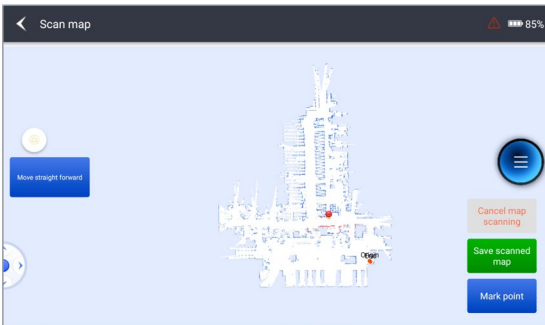 Scan map
85%
Move straight forward
Cancel map
scanning
Save scanned
map
Mark point